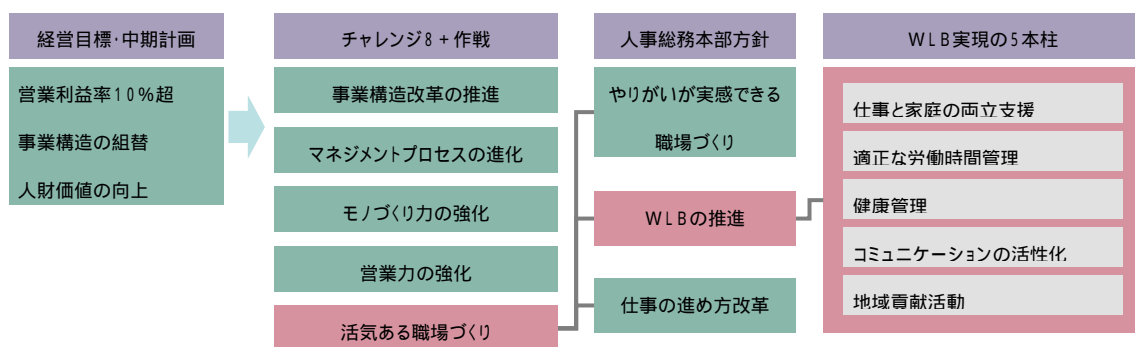 経営目標・中期計画
営業利益率10%超
事業構造の組替
人財価値の向上
チャレンジ8+作戦
事業構造改革の推進
マネジメントプロセスの進化
モノづくり力の強化
営業力の強化
活気ある職場づくり
人事総務本部方針
やりがいが実感できる
職場づくり
WLBの推進
仕事の進め方改革
WLB実現の5本柱
仕事と家庭の両立支援
適正な労働時間管理
健康管理
コミュニケーションの活性化
地域貢献活動